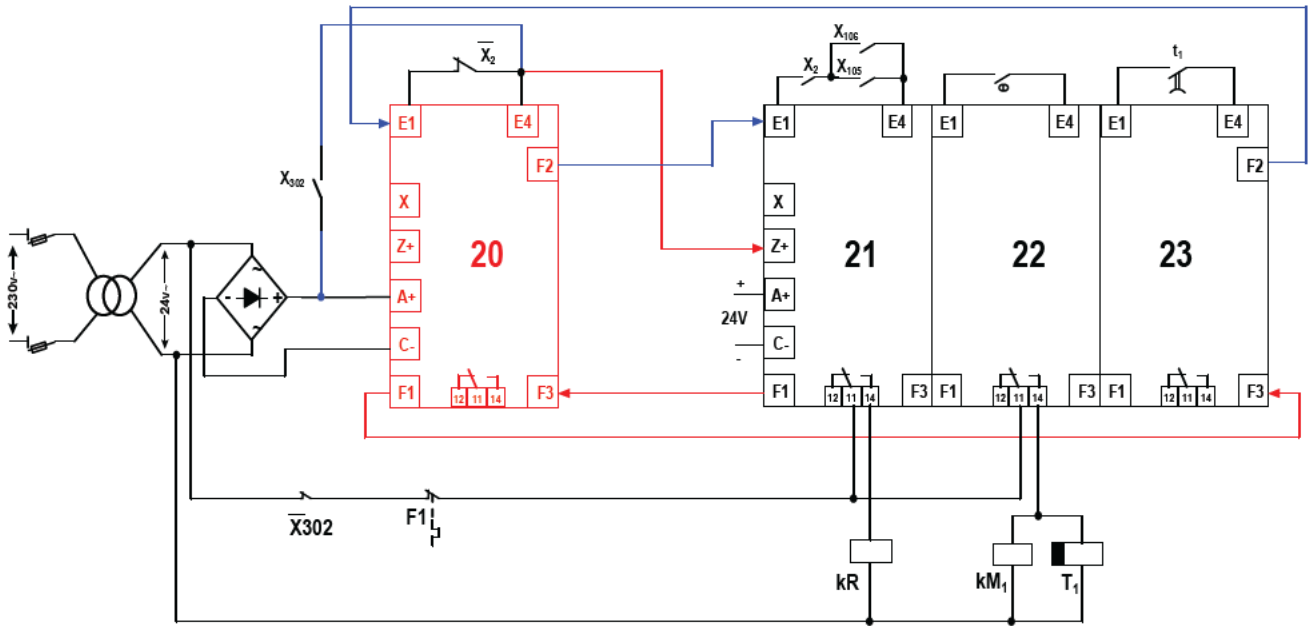 X̅2
X106
X2
X105
t1
θ
E1
E4
E1
E4
E1
E4
E1
E4
F2
F2
X302
X
X
Z+
Z+
20
21
22
23
230v~
24v~
~
- +
~
A+
A+
+
24V
-
C-
C-
F1
12 11 14
F3
F1
12 11 14
F3
F1
12 11 14
F3
F1
12 11 14
F3
X̅302
F1
kR
kM1
T1